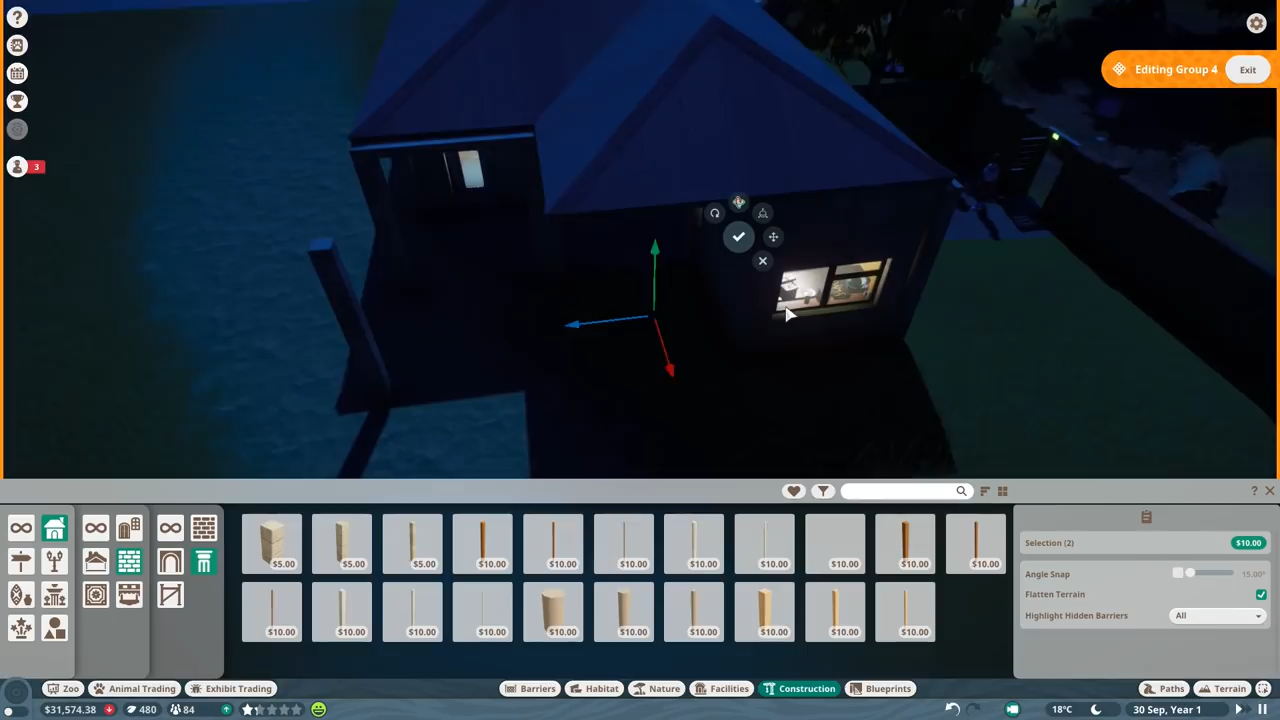 ?
Editing Group 4 Exit
3
? ×
$5.00 $5.00 $5.00 $10.00 $10.00 $10.00 $10.00 $10.00 $10.00 $10.00 $10.00
$10.00 $10.00 $10.00 $10.00 $10.00 $10.00 $10.00 $10.00 $10.00 $10.00
Selection (2) $10.00
Angle Snap 15.00°
Flatten Terrain
Highlight Hidden Barriers All
Zoo Animal Trading Exhibit Trading Barriers Habitat Nature Facilities Construction Blueprints Paths Terrain
$31,574.38 480 84 18°C 30 Sep, Year 1